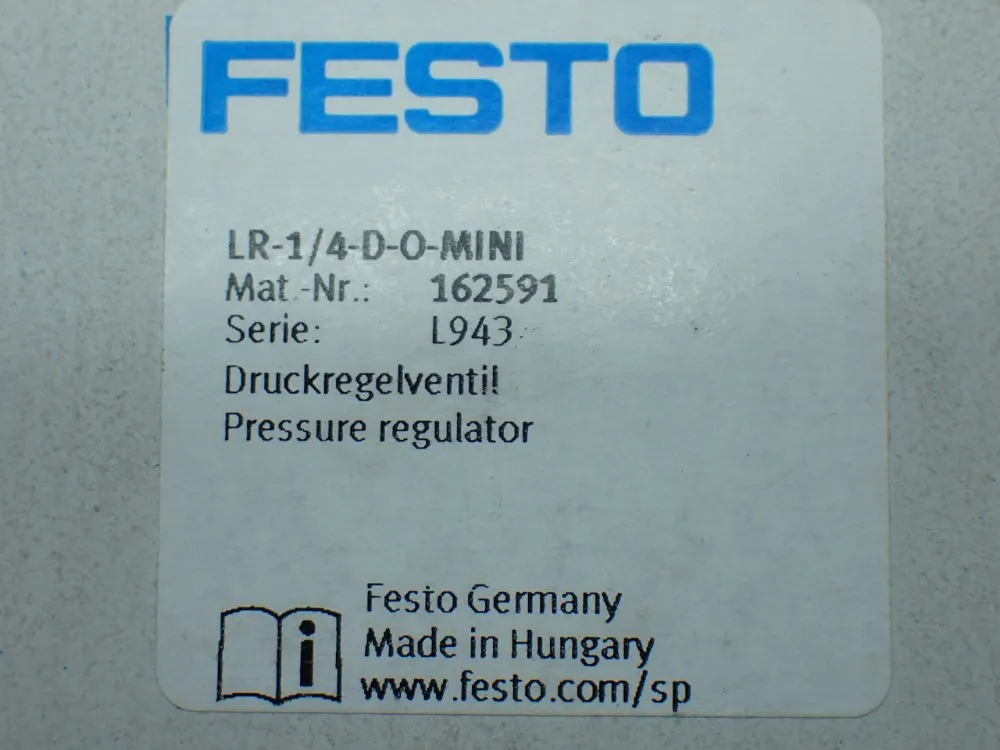 FESTO
LR-1/4-D-O-MINI
Mat.-Nr.: 162591
Serie: L943
Druckregelventil
Pressure regulator
Festo Germany
Made in Hungary
www.festo.com/sp